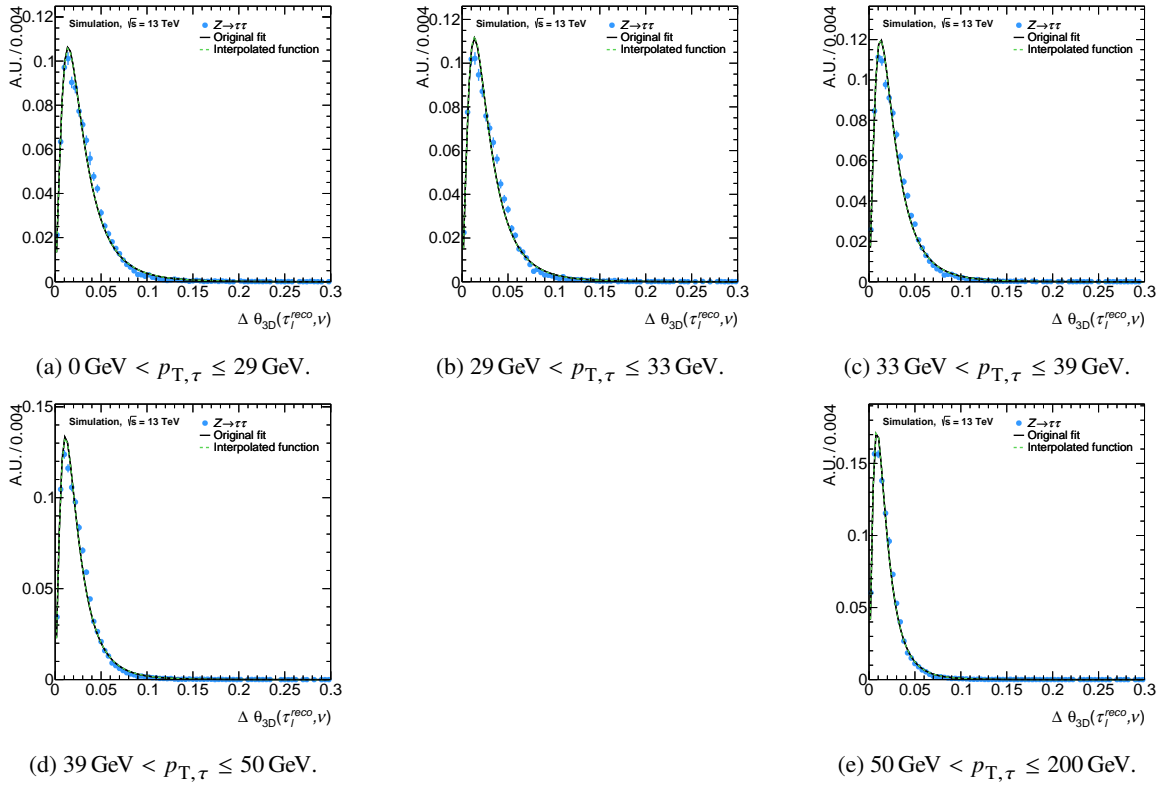 A.U. / 0.004
Simulation, √s = 13 TeV
Z→ττ
Original fit
Interpolated function
0.12
0.1
0.08
0.06
0.04
0.02
0
0 0.05 0.1 0.15 0.2 0.25 0.3
Δ θ3D(τ_l^reco,ν)
(a) 0 GeV < pT,τ ≤ 29 GeV.
A.U. / 0.004
Simulation, √s = 13 TeV
Z→ττ
Original fit
Interpolated function
0.12
0.1
0.08
0.06
0.04
0.02
0
0 0.05 0.1 0.15 0.2 0.25 0.3
Δ θ3D(τ_l^reco,ν)
(b) 29 GeV < pT,τ ≤ 33 GeV.
A.U. / 0.004
Simulation, √s = 13 TeV
Z→ττ
Original fit
Interpolated function
0.12
0.1
0.08
0.06
0.04
0.02
0
0 0.05 0.1 0.15 0.2 0.25 0.3
Δ θ3D(τ_l^reco,ν)
(c) 33 GeV < pT,τ ≤ 39 GeV.
A.U. / 0.004
Simulation, √s = 13 TeV
Z→ττ
Original fit
Interpolated function
0.15
0.1
0.05
0
0 0.05 0.1 0.15 0.2 0.25 0.3
Δ θ3D(τ_l^reco,ν)
(d) 39 GeV < pT,τ ≤ 50 GeV.
A.U. / 0.004
Simulation, √s = 13 TeV
Z→ττ
Original fit
Interpolated function
0.15
0.1
0.05
0
0 0.05 0.1 0.15 0.2 0.25 0.3
Δ θ3D(τ_l^reco,ν)
(e) 50 GeV < pT,τ ≤ 200 GeV.